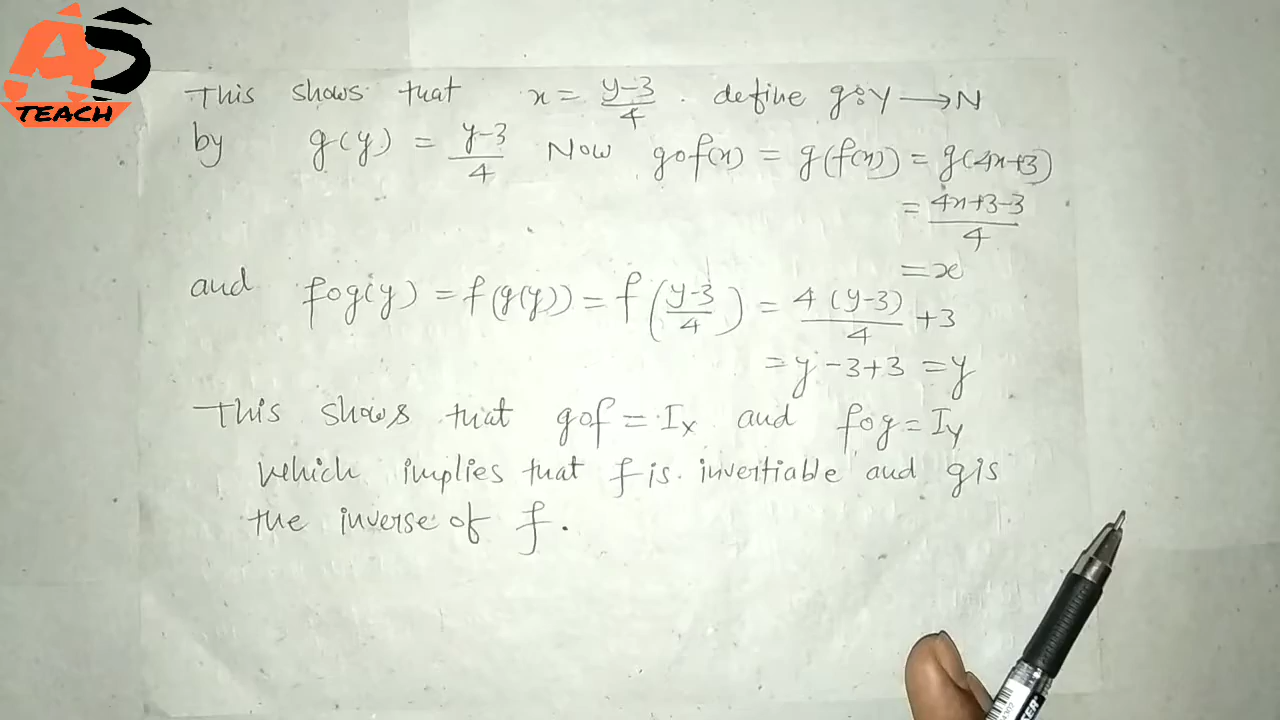 AS
TEACH
This shows that x = y-3/4 . define g: Y → N
by g(y) = y-3/4 Now gof(x) = g(f(x)) = g(4x+3)
= 4x+3-3/4
= x
and fog(y) = f(g(y)) = f(y-3/4) = 4(y-3)/4 + 3
= y-3+3 = y
This shows that gof = Ix and fog = Iy
which implies that f is invertiable and g is
the inverse of f.